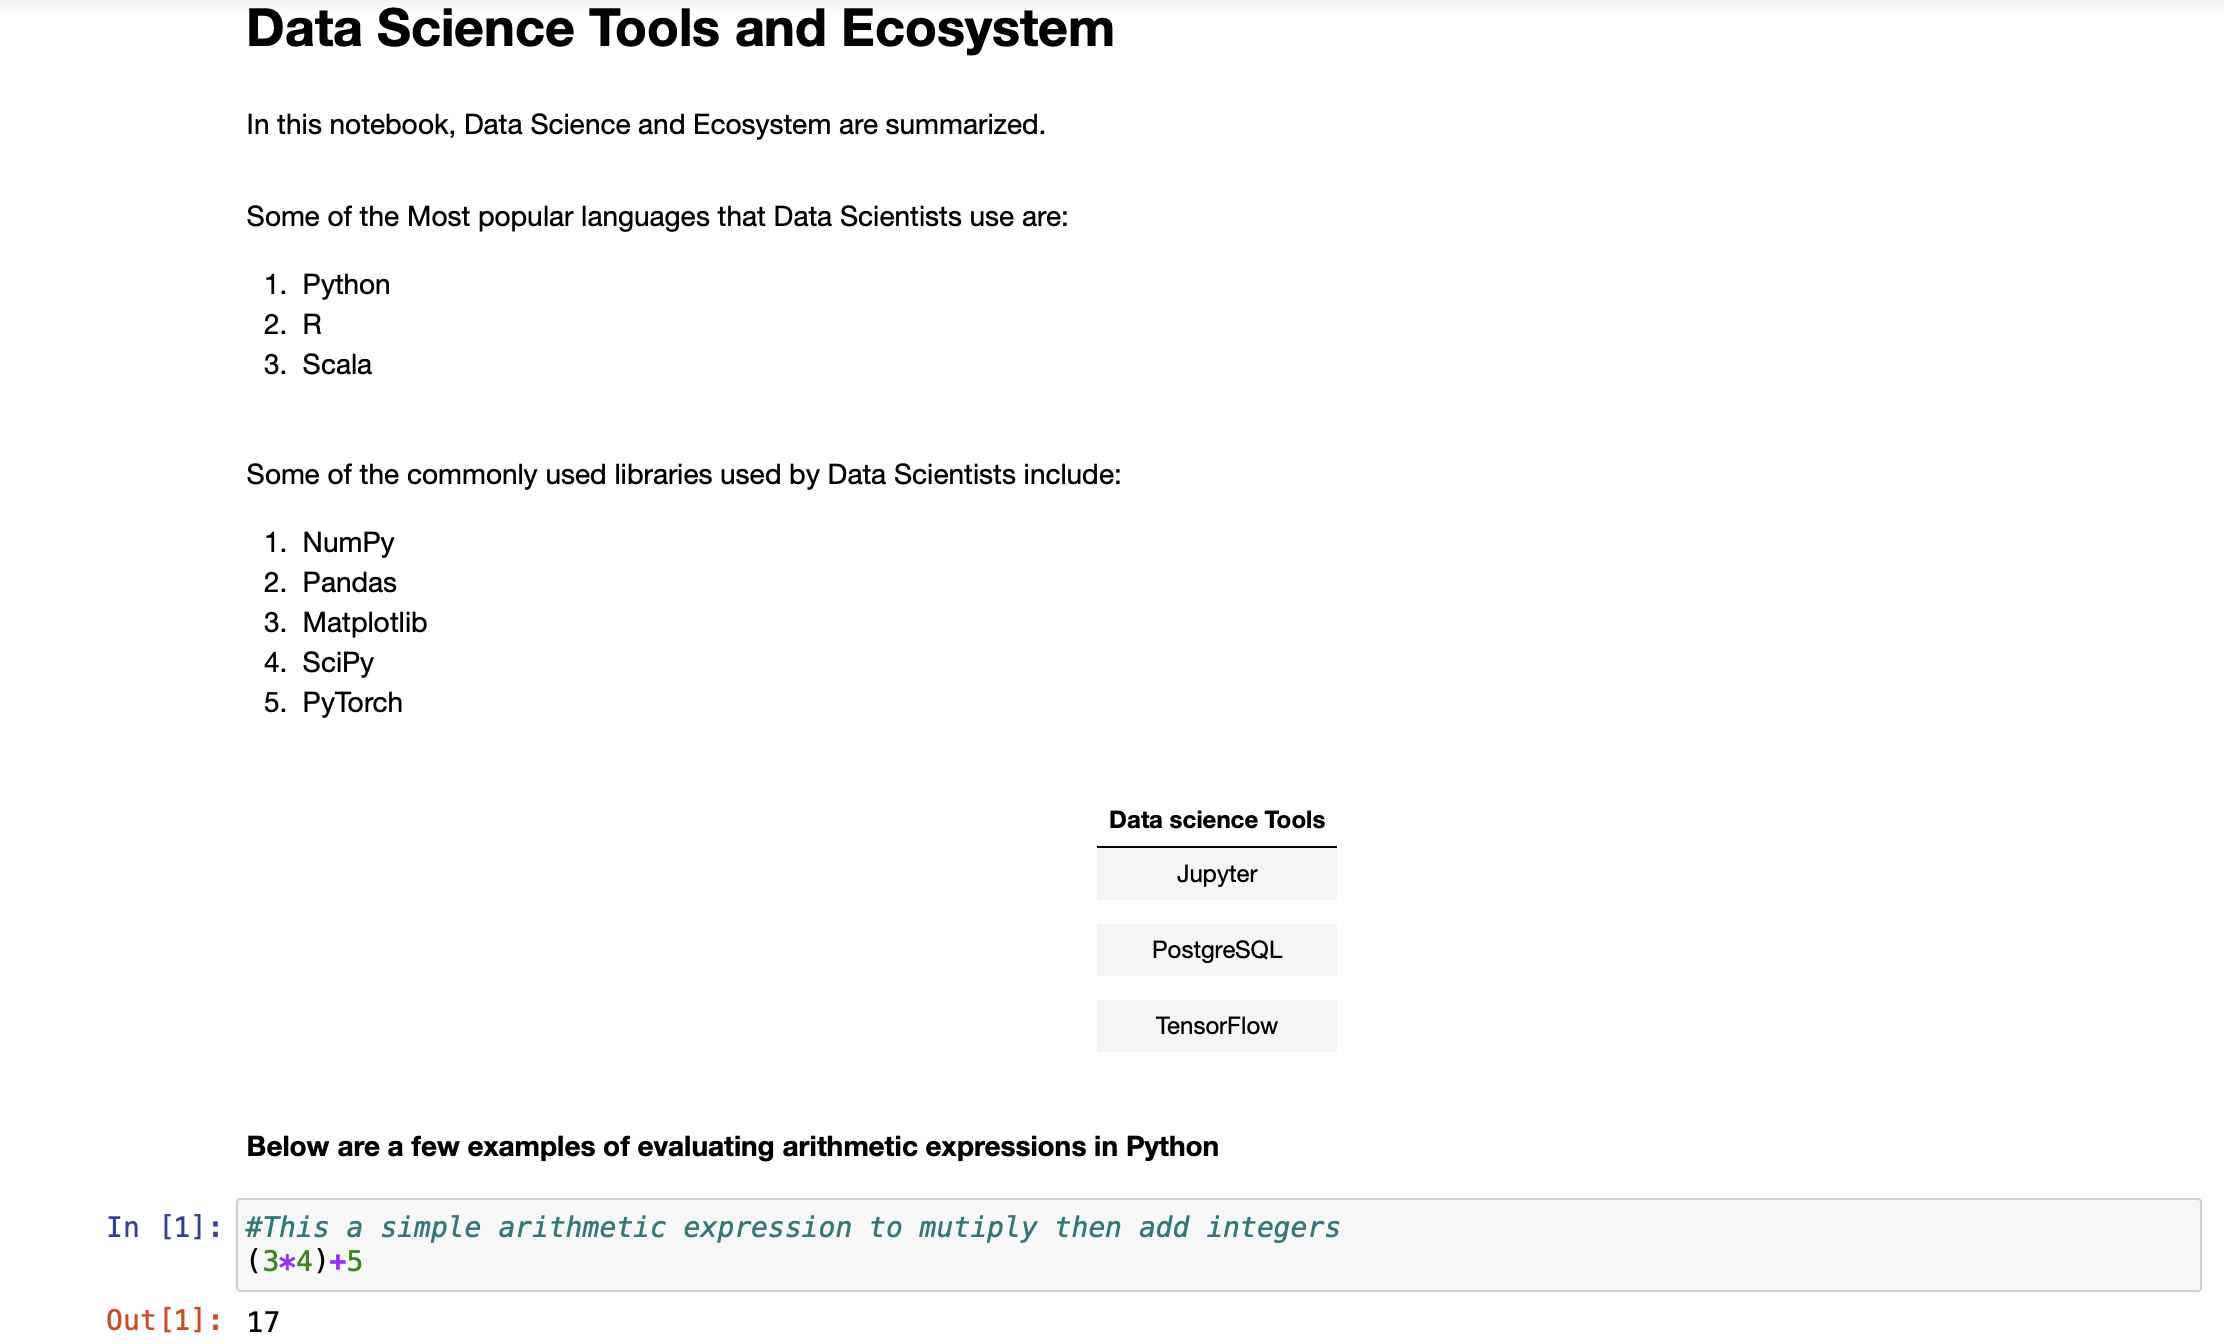 Data Science Tools and Ecosystem
In this notebook, Data Science and Ecosystem are summarized.
Some of the Most popular languages that Data Scientists use are:
1. Python
2. R
3. Scala
Some of the commonly used libraries used by Data Scientists include:
1. NumPy
2. Pandas
3. Matplotlib
4. SciPy
5. PyTorch
Data science Tools
Jupyter
PostgreSQL
TensorFlow
Below are a few examples of evaluating arithmetic expressions in Python
In [1]: #This a simple arithmetic expression to mutiply then add integers
(3*4)+5
Out[1]: 17